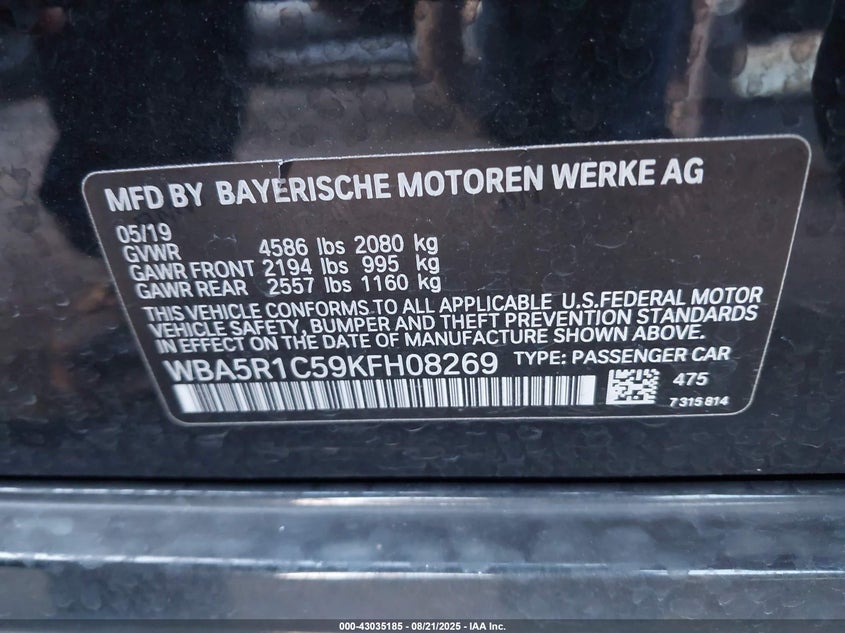 MFD BY BAYERISCHE MOTOREN WERKE AG
05/19
GVWR 4586 lbs 2080 kg
GAWR FRONT 2194 lbs 995 kg
GAWR REAR 2557 lbs 1160 kg
THIS VEHICLE CONFORMS TO ALL APPLICABLE U.S.FEDERAL MOTOR
VEHICLE SAFETY, BUMPER AND THEFT PREVENTION STANDARDS
IN EFFECT ON THE DATE OF MANUFACTURE SHOWN ABOVE.
WBA5R1C59KFH08269 TYPE: PASSENGER CAR
475
7315814
000-43035185 - 08/21/2025 - IAA Inc.